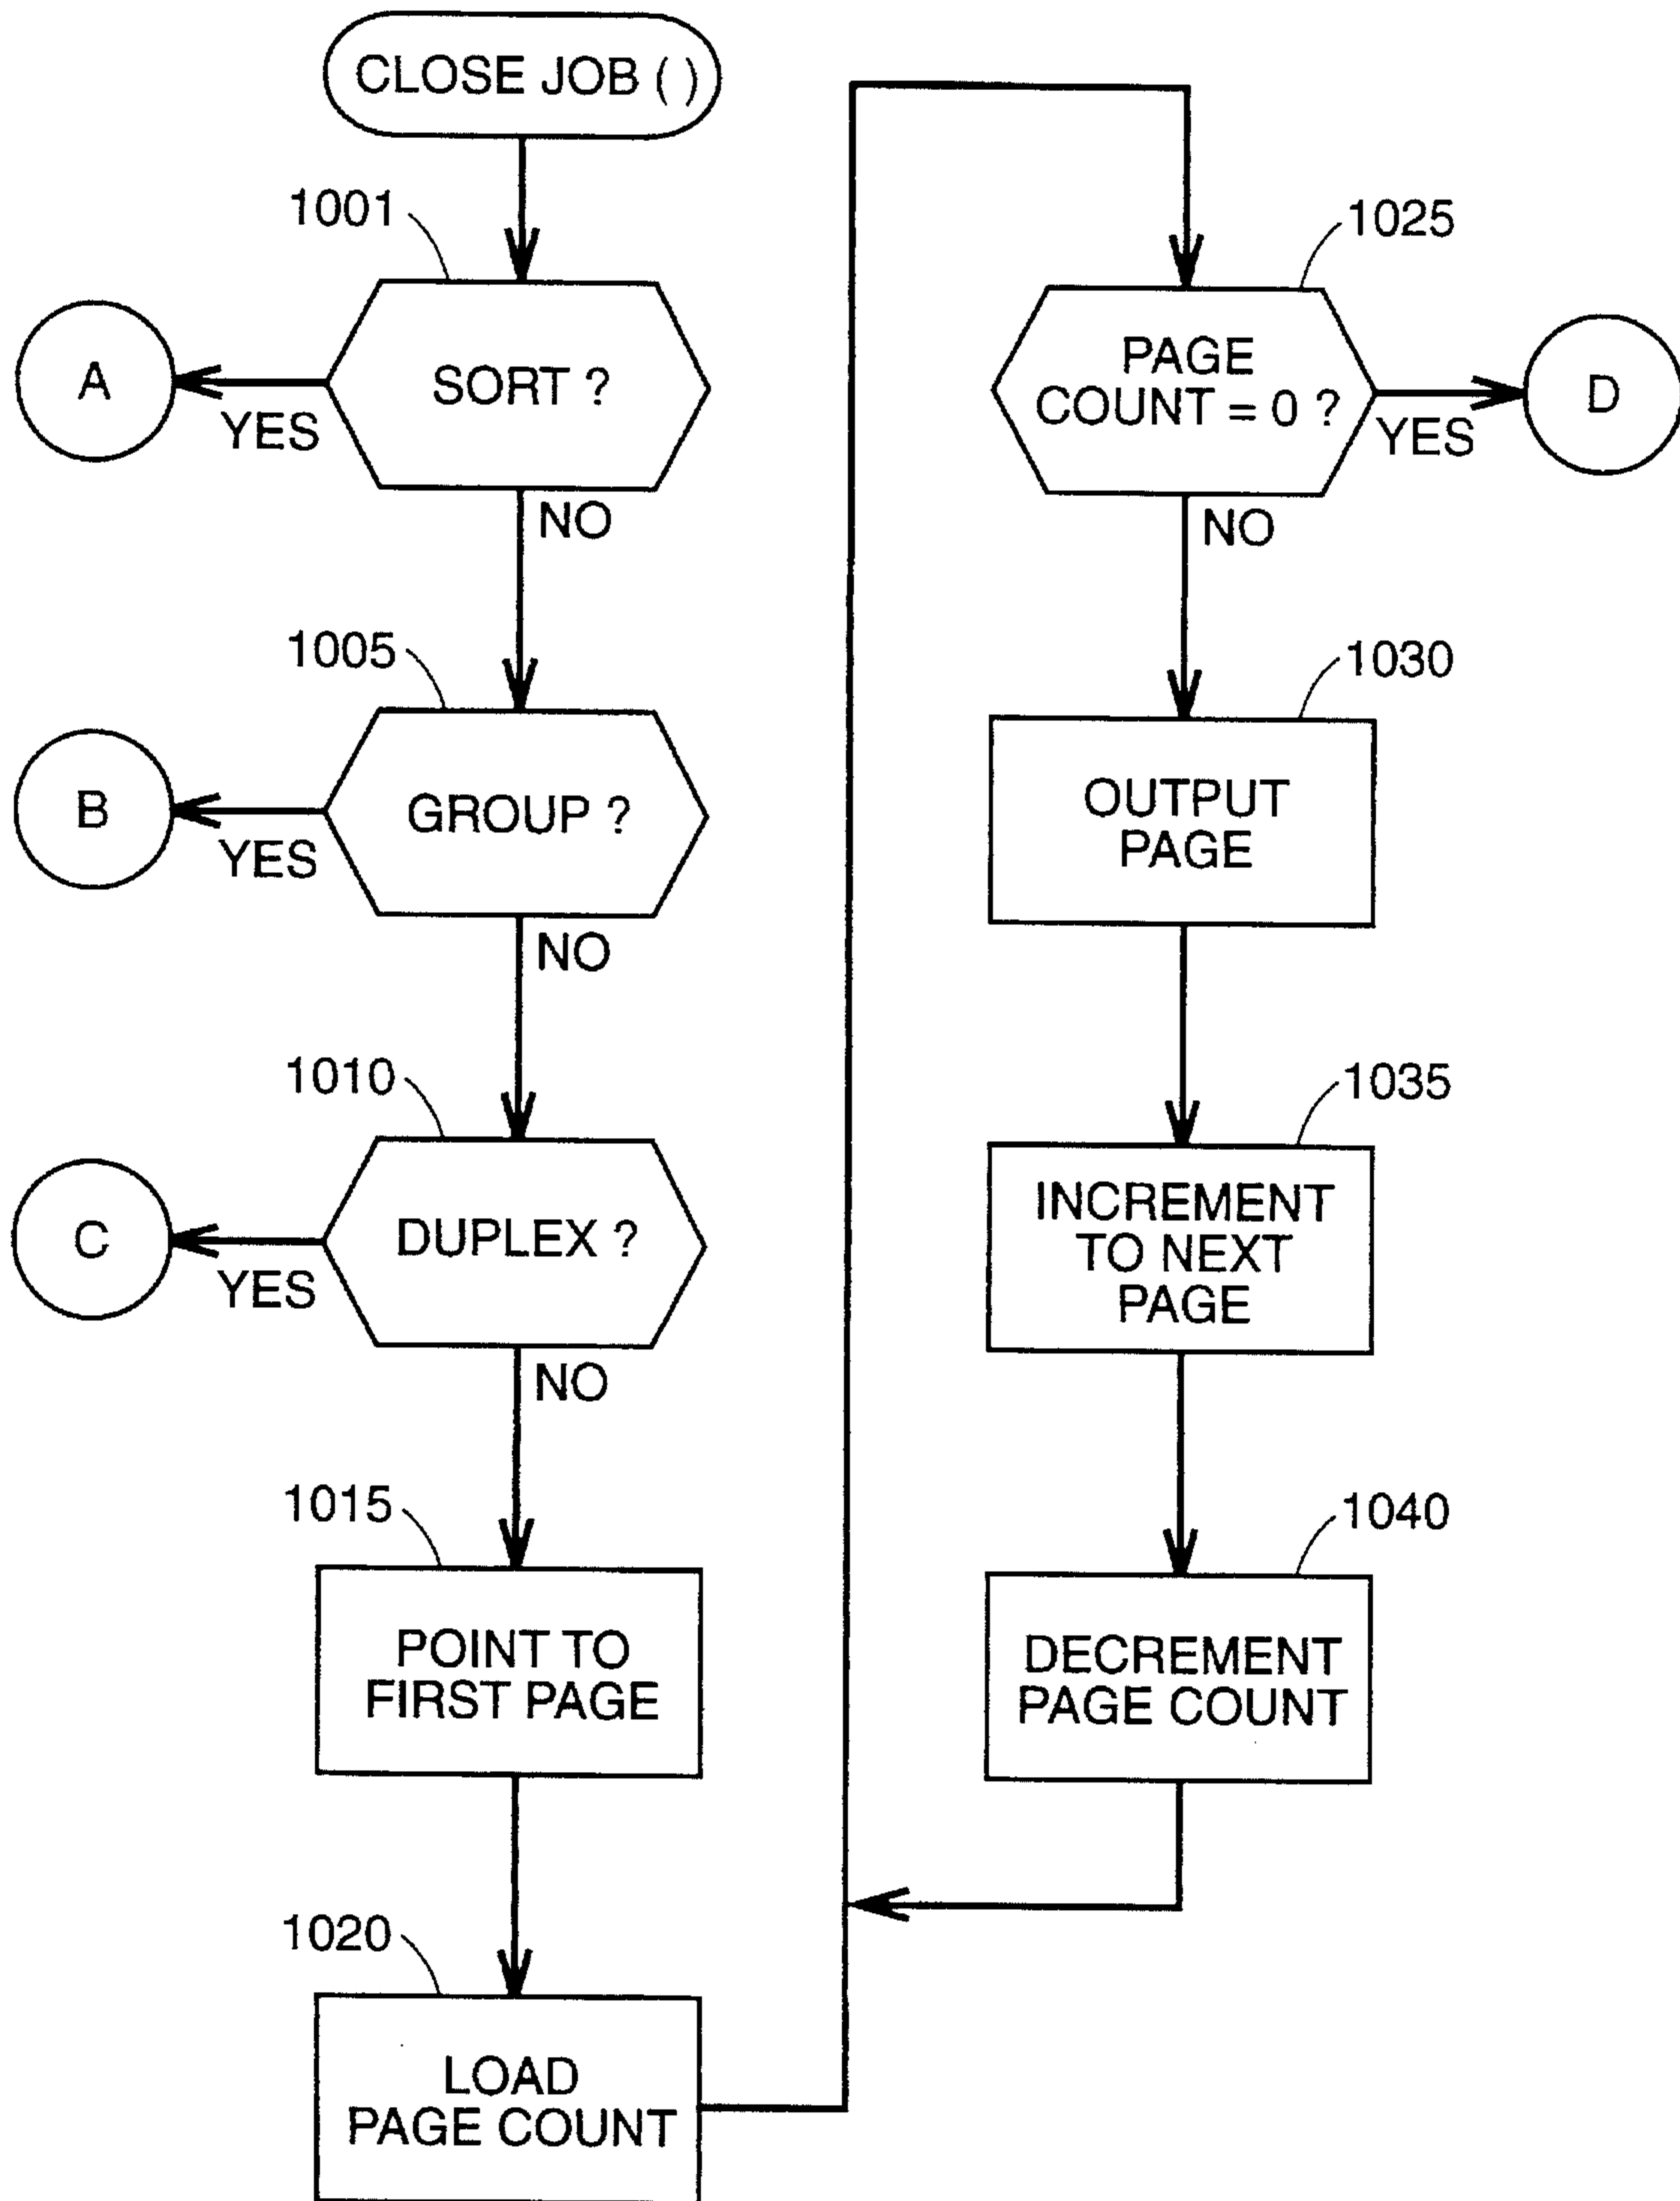 CLOSE JOB ( )
1001
A
YES
SORT ?
NO
1005
B
YES
GROUP ?
NO
1010
C
YES
DUPLEX ?
NO
1015
POINT TO
FIRST PAGE
1020
LOAD
PAGE COUNT
1025
PAGE
COUNT = 0 ?
YES
D
NO
1030
OUTPUT
PAGE
1035
INCREMENT
TO NEXT
PAGE
1040
DECREMENT
PAGE COUNT